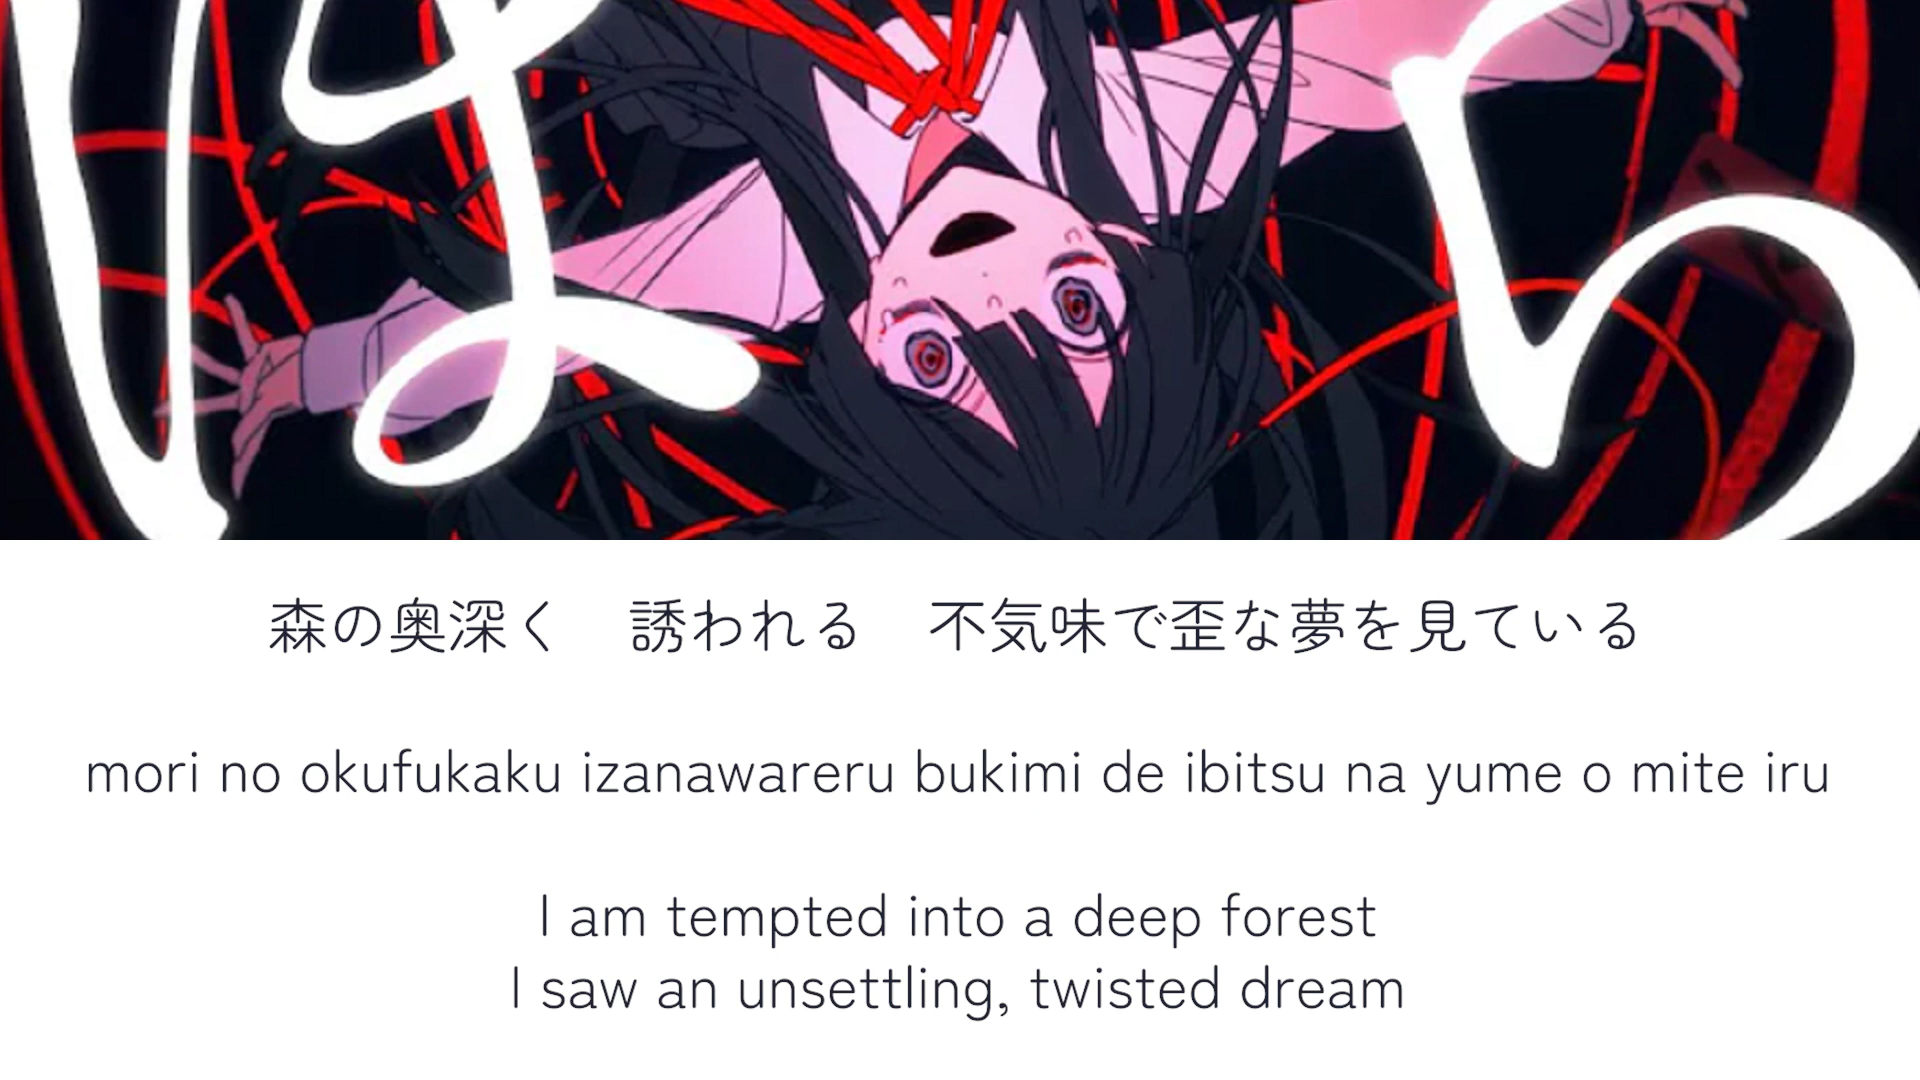 森の奥深く　誘われる　不気味で歪な夢を見ている
mori no okufukaku izanawareru bukimi de ibitsu na yume o mite iru
I am tempted into a deep forest
I saw an unsettling, twisted dream